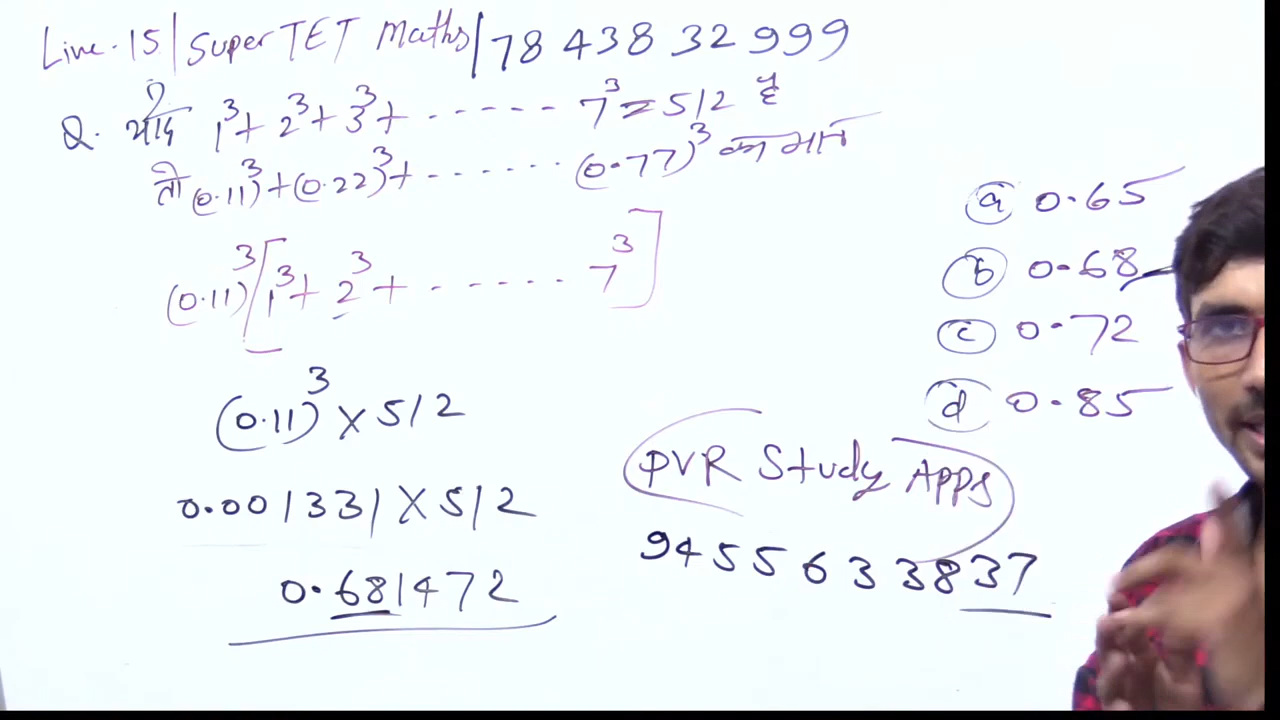 Live-15/Super TET Maths/78 438 32 999
Q. यदि 1³+ 2³+ 3³+ ------ 7³=512 है
तो (0.11)³+(0.22)³+ ------ (0.77)³ का मान
(0.11)³[1³+ 2³+ ------ 7³]
(0.11)³ X 512
0.001331 X 512
0.681472
(a) 0.65
(b) 0.68
(c) 0.72
(d) 0.85
PVR Study Apps
9455633837